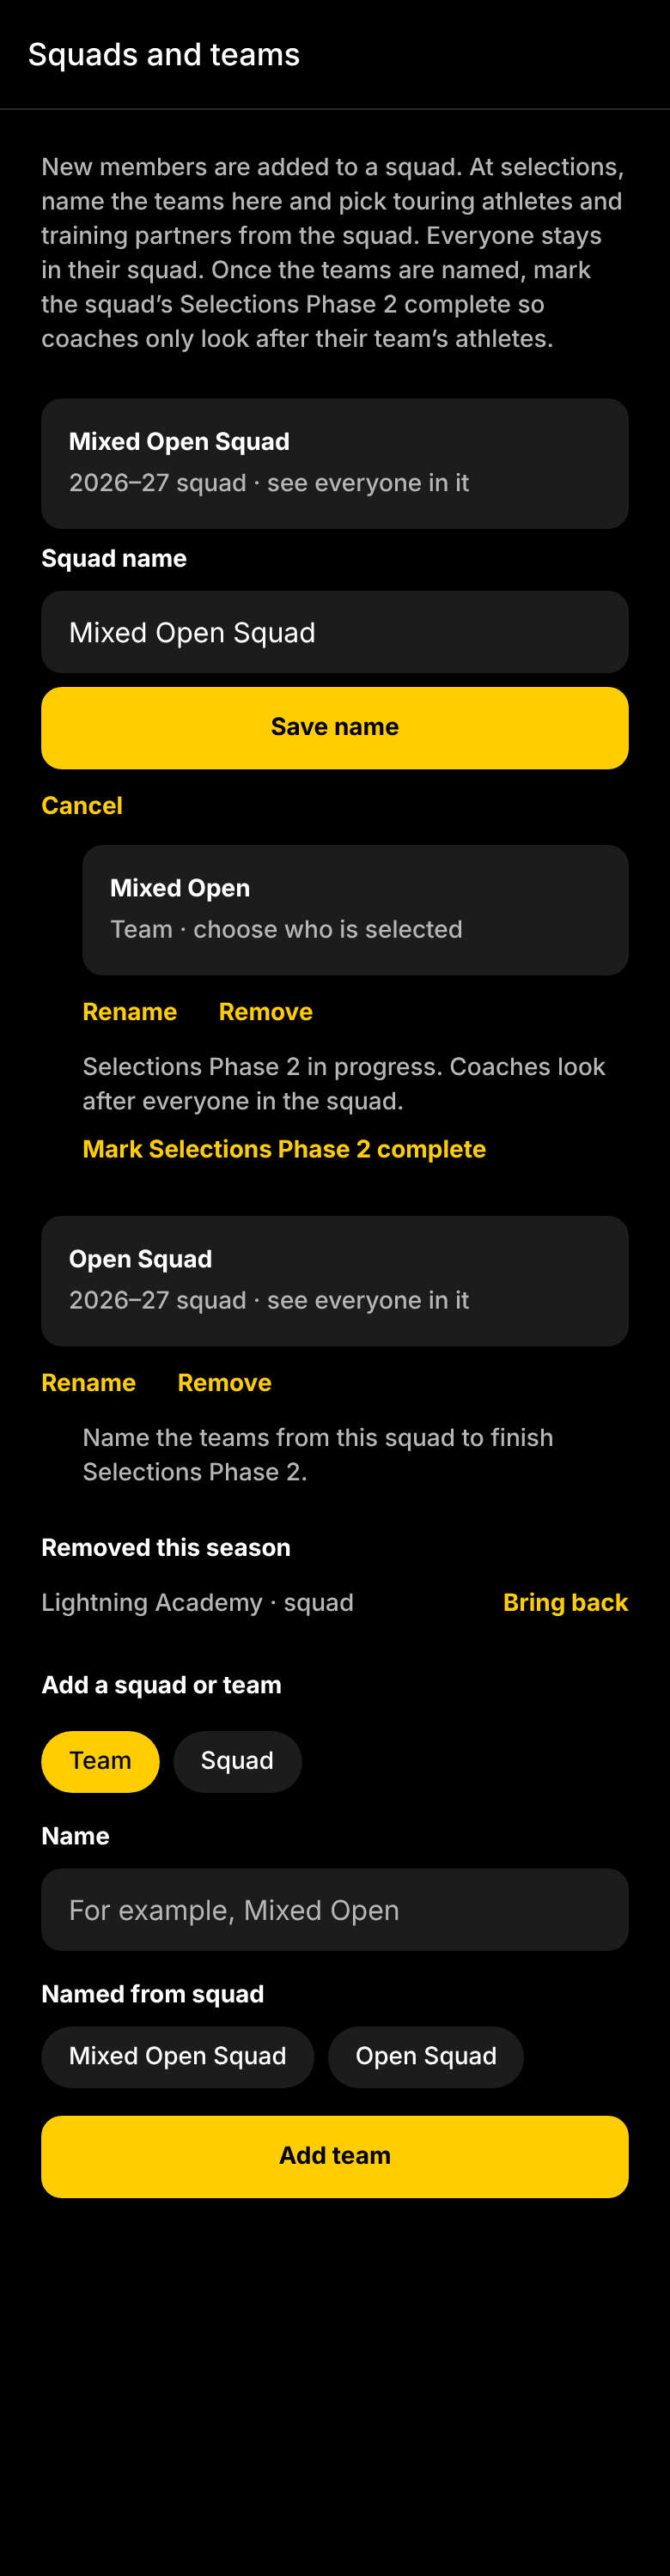 Squads and teams
New members are added to a squad. At selections,
name the teams here and pick touring athletes and
training partners from the squad. Everyone stays
in their squad. Once the teams are named, mark
the squad’s Selections Phase 2 complete so
coaches only look after their team’s athletes.
Mixed Open Squad
2026–27 squad · see everyone in it
Squad name
Mixed Open Squad
Save name
Cancel
Mixed Open
Team · choose who is selected
Rename Remove
Selections Phase 2 in progress. Coaches look
after everyone in the squad.
Mark Selections Phase 2 complete
Open Squad
2026–27 squad · see everyone in it
Rename Remove
Name the teams from this squad to finish
Selections Phase 2.
Removed this season
Lightning Academy · squad Bring back
Add a squad or team
Team Squad
Name
For example, Mixed Open
Named from squad
Mixed Open Squad Open Squad
Add team